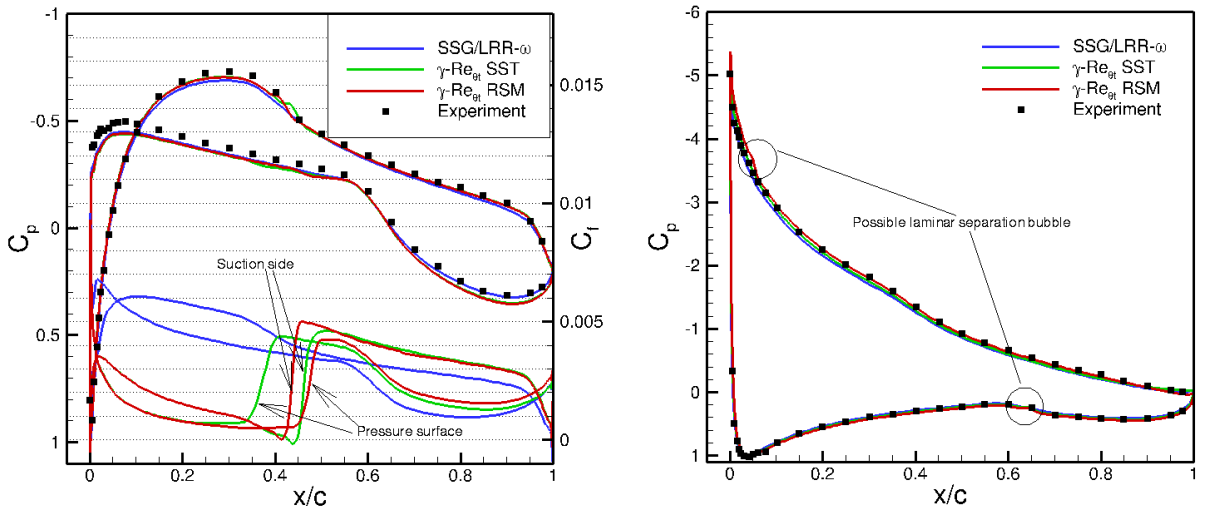 -1
-0.5
0
0.5
1
C_p
0 0.2 0.4 0.6 0.8 1
x/c
0.015
0.01
0.005
0
C_f
SSG/LRR-ω
γ-Re_θt SST
γ-Re_θt RSM
Experiment
Suction side
Pressure surface
-6
-5
-4
-3
-2
-1
0
1
C_p
0 0.2 0.4 0.6 0.8 1
x/c
SSG/LRR-ω
γ-Re_θt SST
γ-Re_θt RSM
Experiment
Possible laminar separation bubble